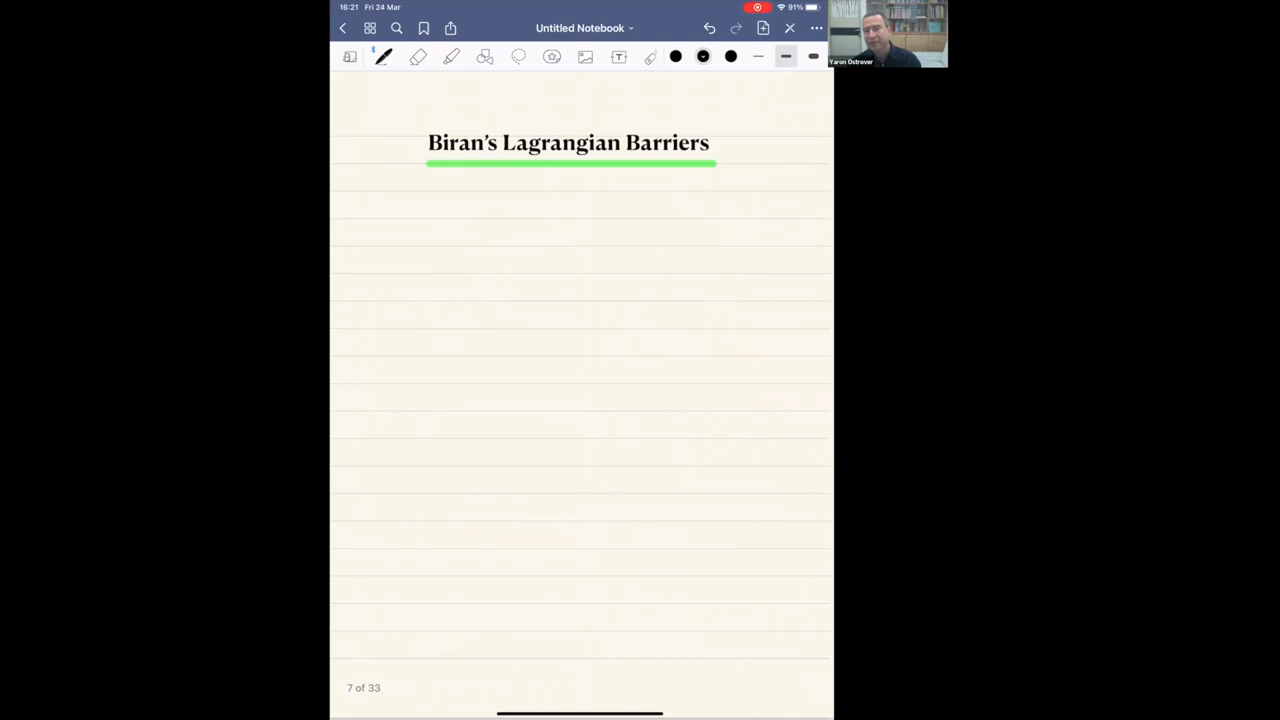 16:21 Fri 24 Mar 91%
Untitled Notebook
T
Yaron Ostrover
Biran's Lagrangian Barriers
7 of 33